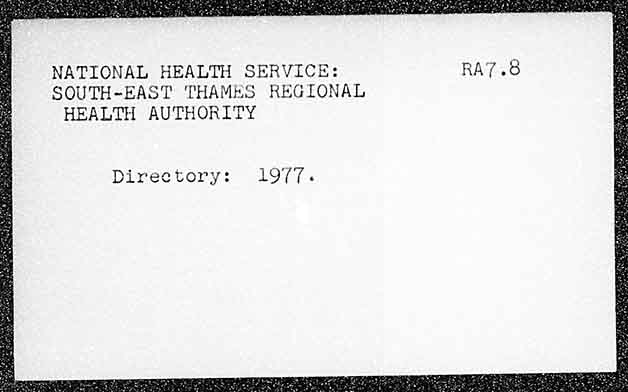 NATIONAL HEALTH SERVICE: RA7.8
SOUTH-EAST THAMES REGIONAL
HEALTH AUTHORITY
Directory: 1977.